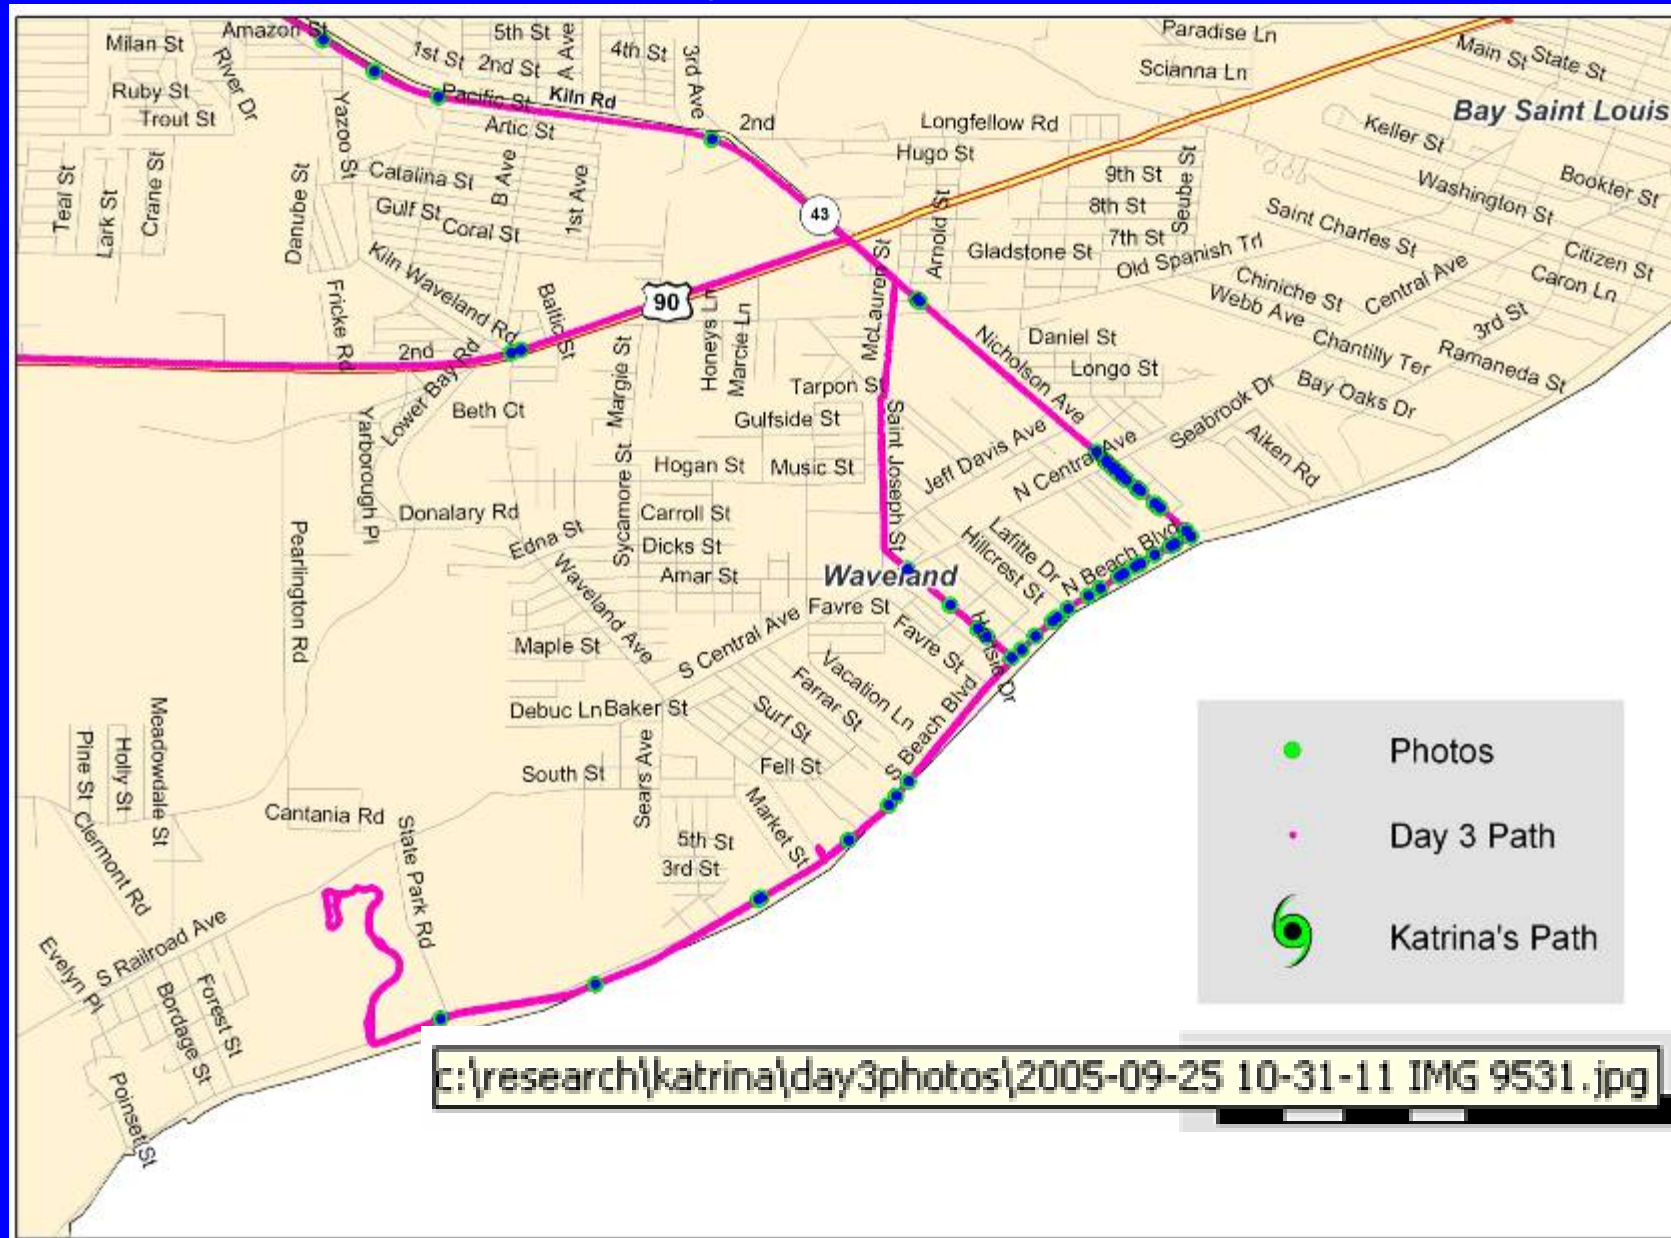 Amazon St
5th St
A Ave
4th St
3rd Ave
Paradise Ln
Main St
State St
Milan St
River Dr
1st St
2nd St
Scianna Ln
Ruby St
Yazoo St
Pacific St
Kiln Rd
Bay Saint Louis
Trout St
Artic St
2nd
Longfellow Rd
Keller St
Hugo St
Teal St
Lark St
Crane St
Danube St
Catalina St
B Ave
1st Ave
9th St
Seube St
Washington St
Bookter St
Gulf St
Coral St
43
Arnold St
8th St
7th St
Saint Charles St
Kiln Waveland Rd
McLauren St
Gladstone St
Old Spanish Trl
Central Ave
Citizen St
Fricke Rd
Baltic St
90
Honeys Ln
Marcie Ln
Chiniche St
Caron Ln
Webb Ave
3rd St
2nd
Lower Bay Rd
Margie St
Nicholson Ave
Daniel St
Chantilly Ter
Ramaneda St
Longo St
Tarpon St
Bay Oaks Dr
Yarborough Pl
Beth Ct
Gulfside St
Saint Joseph St
Jeff Davis Ave
Seabrook Dr
Aiken Rd
Sycamore St
Hogan St
Music St
N Central Ave
Pearlington Rd
Donalary Rd
Edna St
Carroll St
Dicks St
Lafitte Dr
Hillcrest St
N Beach Blvd
Waveland Ave
Amar St
Waveland
Favre St
Maple St
S Central Ave
Favre St
Vacation Ln
Farrar St
Meadowdale St
Holly St
Pine St
Debuc Ln
Baker St
Surf St
S Beach Blvd
Photos
Sears Ave
South St
Fell St
Clermont Rd
Cantania Rd
State Park Rd
Market St
5th St
3rd St
Day 3 Path
Katrina's Path
S Railroad Ave
Evelyn Pl
Bordage St
Forest St
c:\research\katrina\day3photos\2005-09-25 10-31-11 IMG 9531.jpg
Poinset St